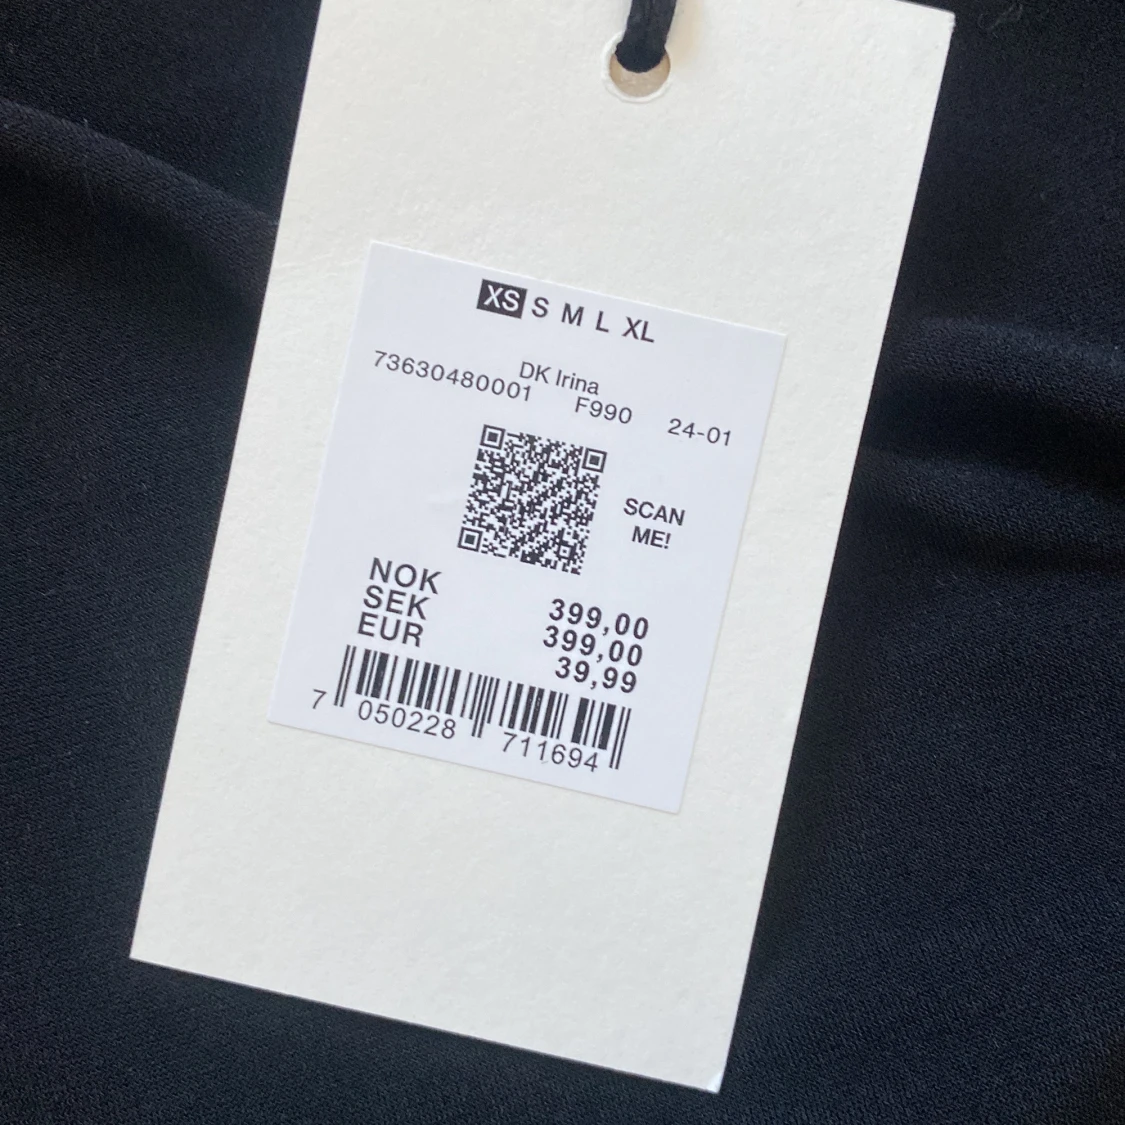 XS S M L XL
DK Irina
73630480001 F990 24-01
SCAN
ME!
NOK 399,00
SEK 399,00
EUR 39,99
7 050228 711694